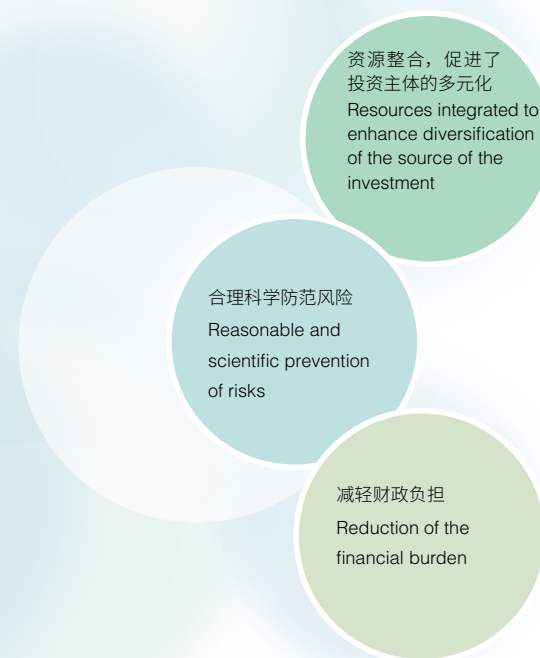 资源整合，促进了
投资主体的多元化
Resources integrated to
enhance diversification
of the source of the
investment
合理科学防范风险
Reasonable and
scientific prevention
of risks
减轻财政负担
Reduction of the
financial burden